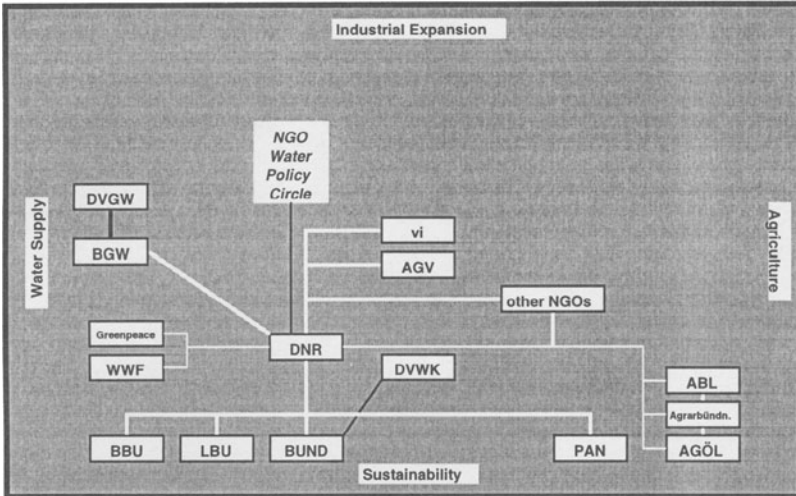 Industrial Expansion
NGO
Water
Policy
Circle
DVGW
BGW
Water Supply
vi
AGV
Agriculture
other NGOs
Greenpeace
WWF
DNR
DVWK
ABL
Agrarbündn.
AGÖL
BBU
LBU
BUND
PAN
Sustainability